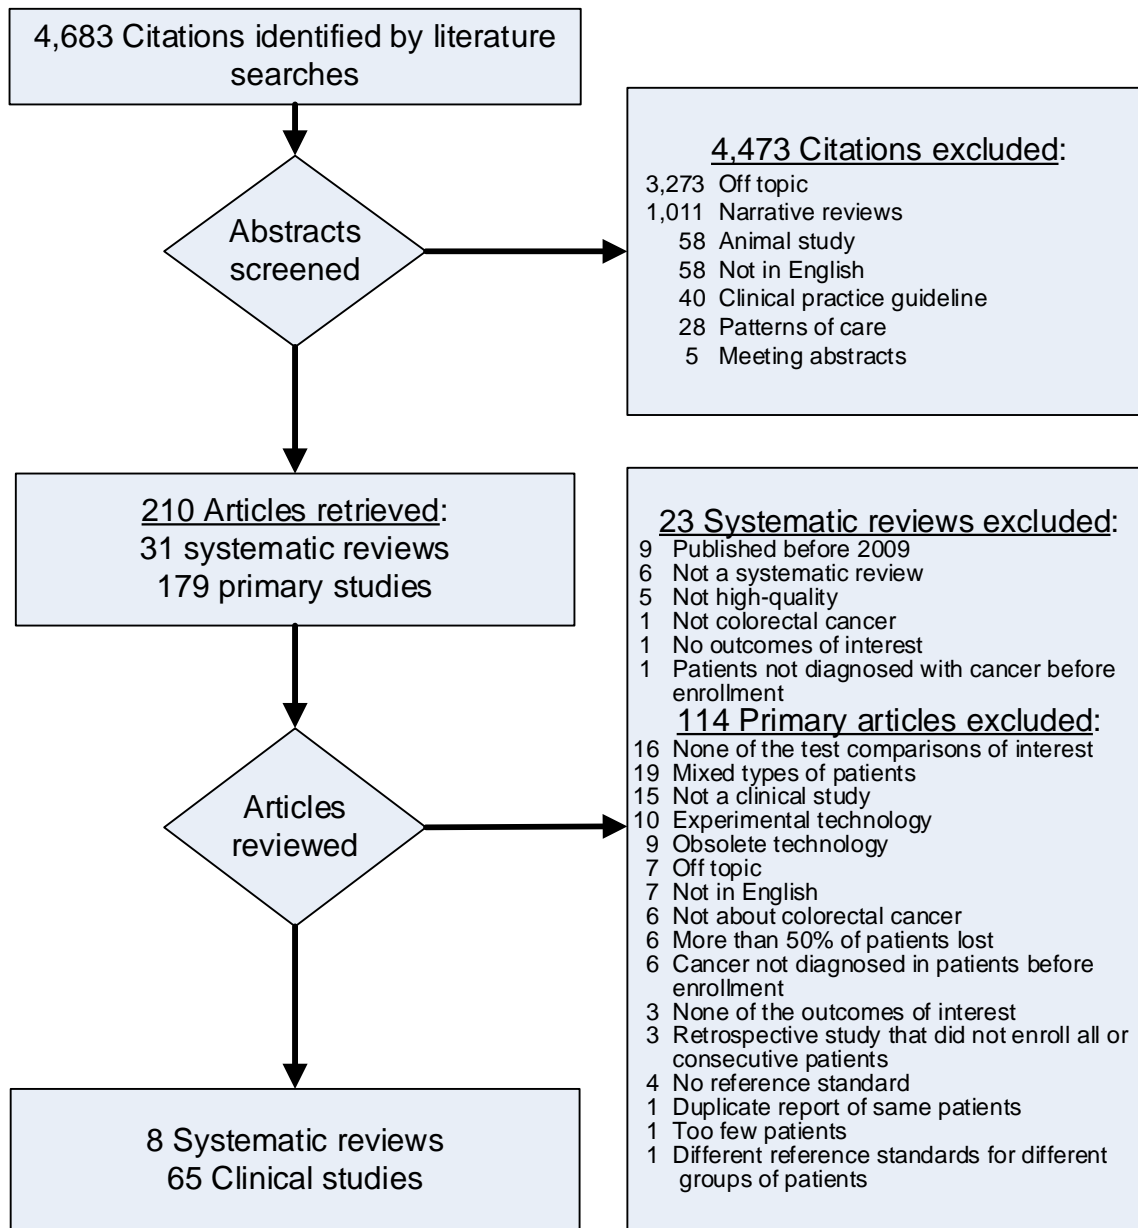 4,683 Citations identified by literature
searches
Abstracts
screened
4,473 Citations excluded:
3,273 Off topic
1,011 Narrative reviews
58 Animal study
58 Not in English
40 Clinical practice guideline
28 Patterns of care
5 Meeting abstracts
210 Articles retrieved:
31 systematic reviews
179 primary studies
23 Systematic reviews excluded:
9 Published before 2009
6 Not a systematic review
5 Not high-quality
1 Not colorectal cancer
1 No outcomes of interest
1 Patients not diagnosed with cancer before
enrollment
114 Primary articles excluded:
16 None of the test comparisons of interest
19 Mixed types of patients
15 Not a clinical study
10 Experimental technology
9 Obsolete technology
7 Off topic
7 Not in English
6 Not about colorectal cancer
6 More than 50% of patients lost
6 Cancer not diagnosed in patients before
enrollment
3 None of the outcomes of interest
3 Retrospective study that did not enroll all or
consecutive patients
4 No reference standard
1 Duplicate report of same patients
1 Too few patients
1 Different reference standards for different
groups of patients
Articles
reviewed
8 Systematic reviews
65 Clinical studies